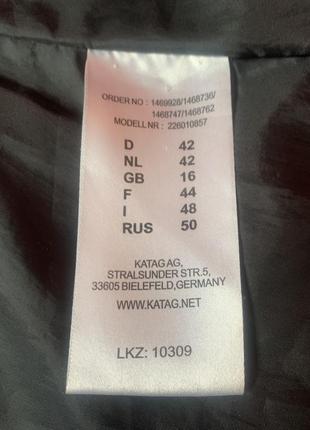 ORDER NO : 1469928/1468736/
1468747/1468762
MODELL NR : 226010857
D 42
NL 42
GB 16
F 44
I 48
RUS 50
KATAG AG,
STRALSUNDER STR.5,
33605 BIELEFELD,GERMANY
WWW.KATAG.NET
LKZ: 10309